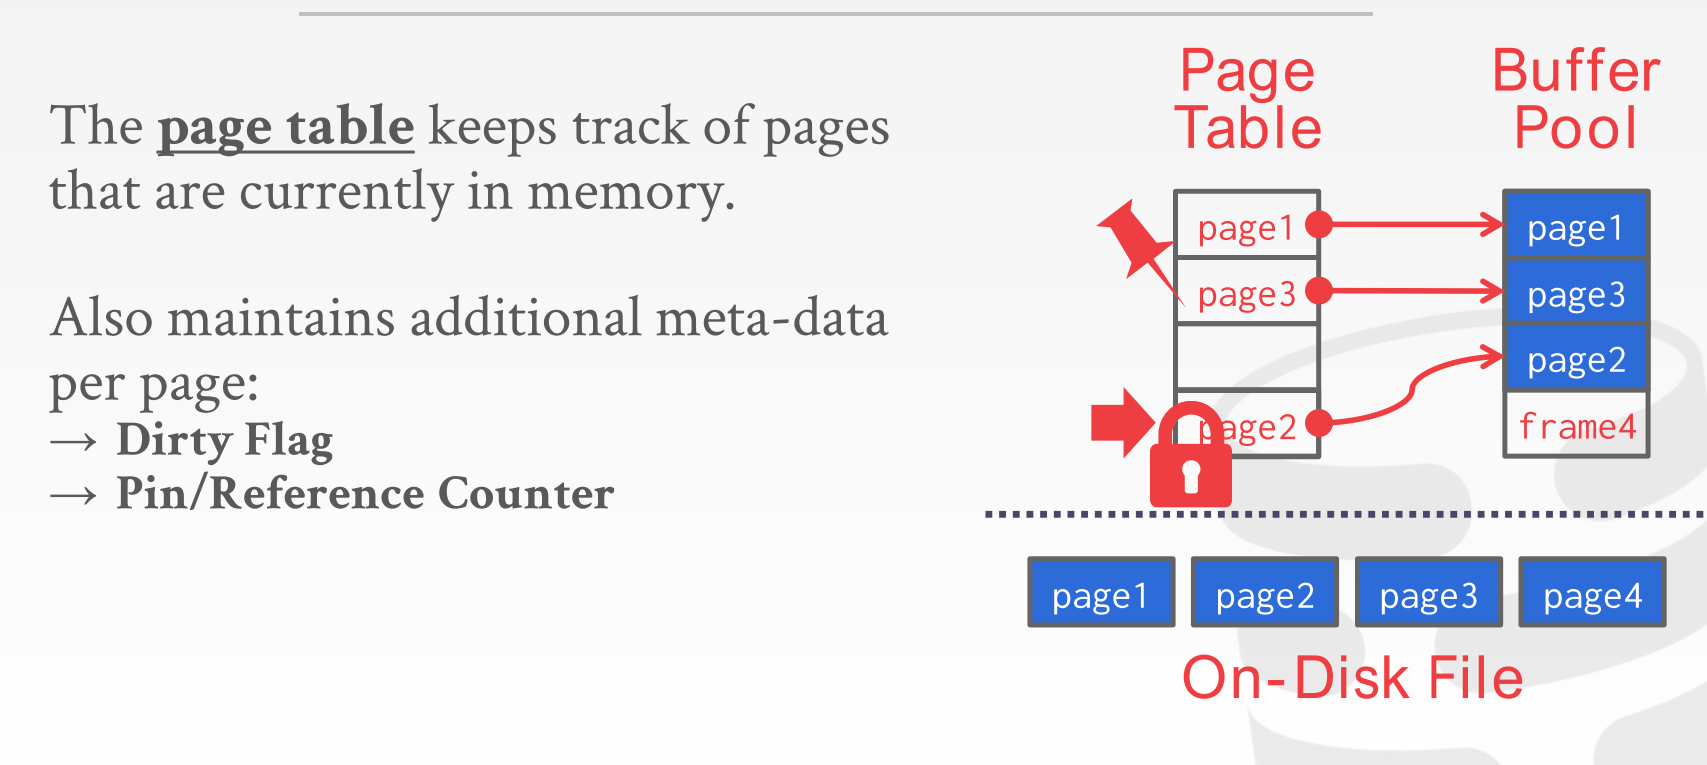 The page table keeps track of pages
that are currently in memory.
Also maintains additional meta-data
per page:
→ Dirty Flag
→ Pin/Reference Counter
Page
Table
page1
page3
page2
Buffer
Pool
page1
page3
page2
frame4
page1 page2 page3 page4
On-Disk File